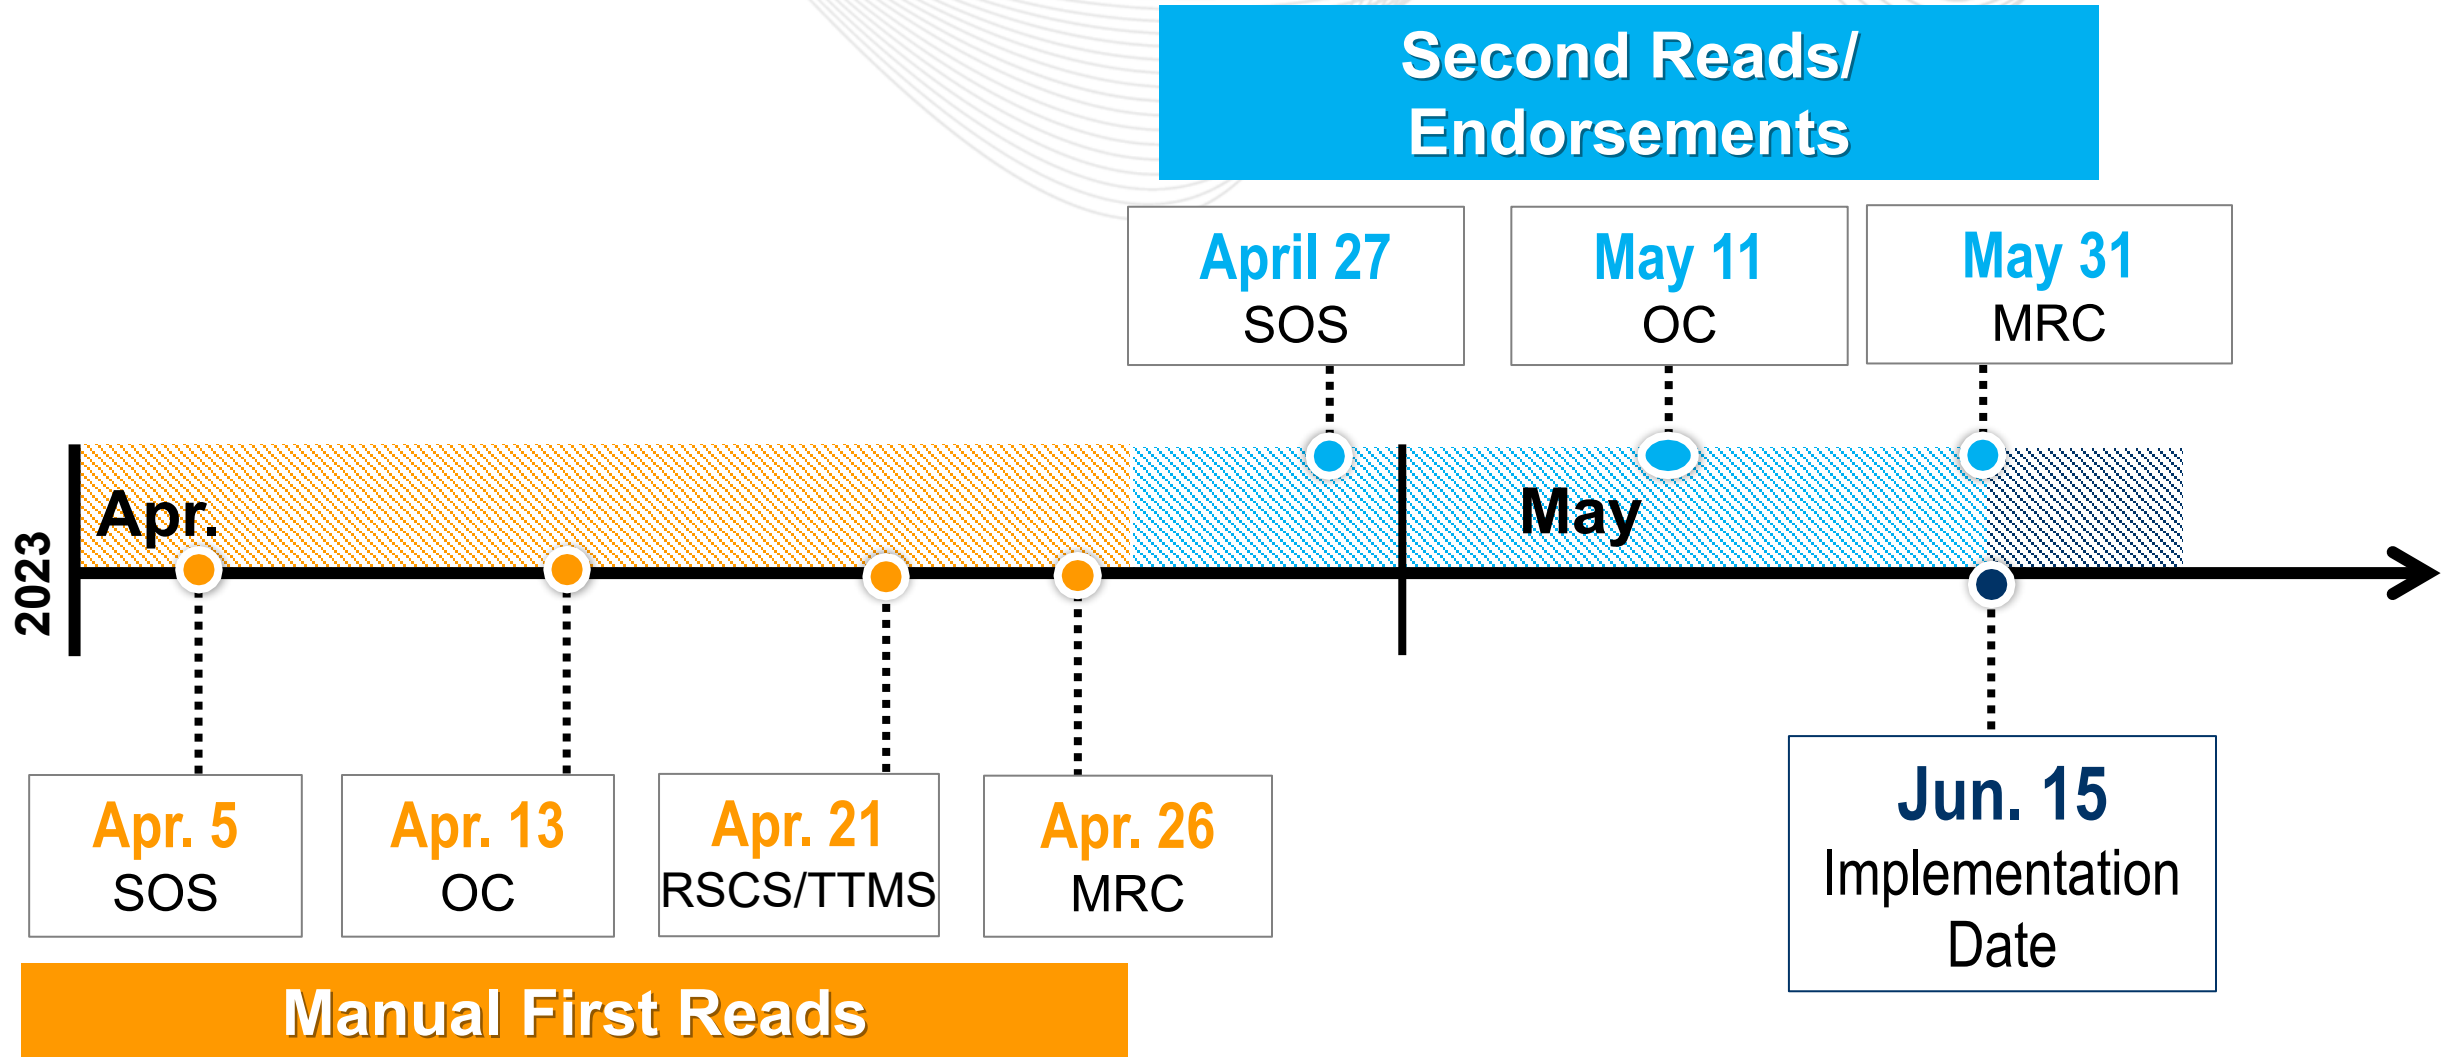 Second Reads/
Endorsements
April 27
SOS
May 11
OC
May 31
MRC
2023
Apr.
May
Apr. 5
SOS
Apr. 13
OC
Apr. 21
RSCS/TTMS
Apr. 26
MRC
Jun. 15
Implementation
Date
Manual First Reads